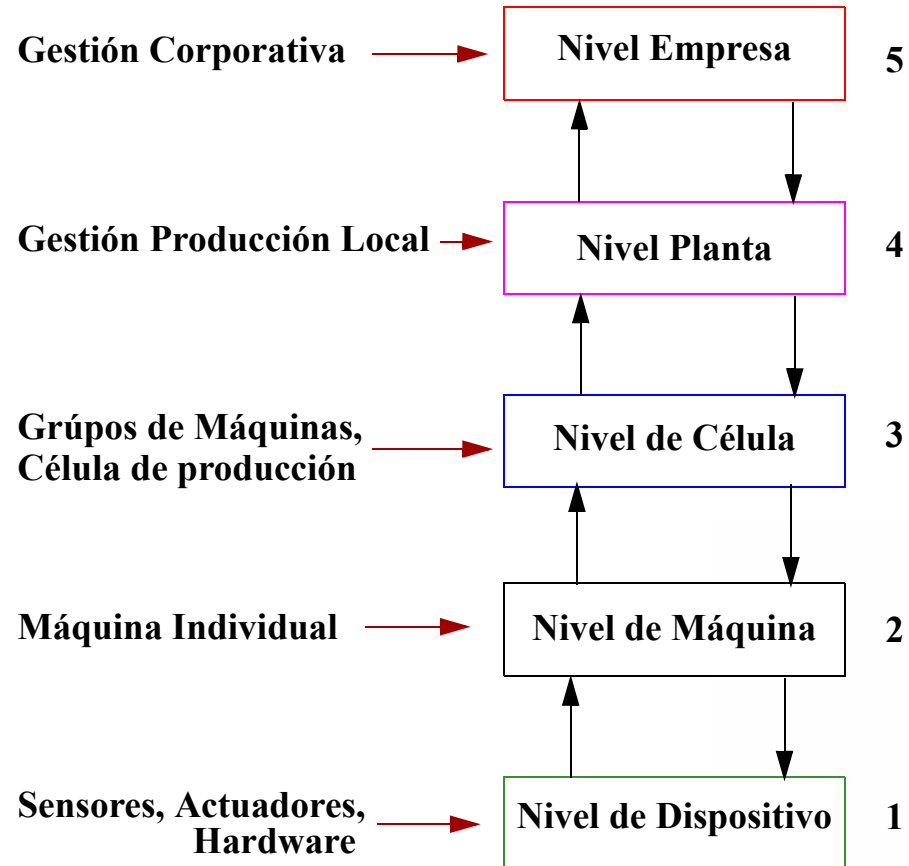 Gestión Corporativa
Nivel Empresa
5
Gestión Producción Local
Nivel Planta
4
Grúpos de Máquinas,
Célula de producción
Nivel de Célula
3
Máquina Individual
Nivel de Máquina
2
Sensores, Actuadores,
Hardware
Nivel de Dispositivo
1